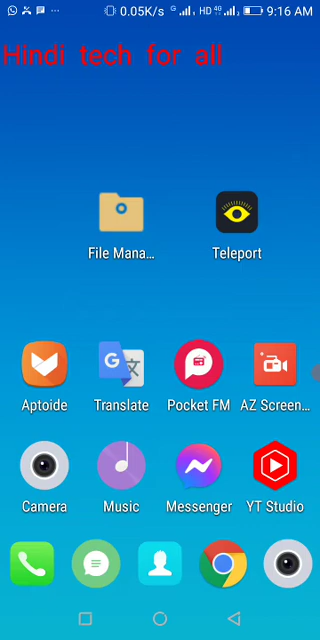 0.05K/s G HD 4G 9:16 AM
Hindi tech for all
File Mana... Teleport
Aptoide Translate Pocket FM AZ Screen...
Camera Music Messenger YT Studio